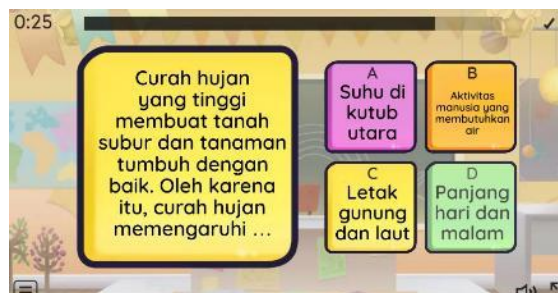 0:25
Curah hujan
yang tinggi
membuat tanah
subur dan tanaman
tumbuh dengan
baik. Oleh karena
itu, curah hujan
memengaruhi ...
A
Suhu di
kutub
utara
B
Aktivitas
manusia yang
membutuhkan
air
C
Letak
gunung
dan laut
D
Panjang
hari dan
malam